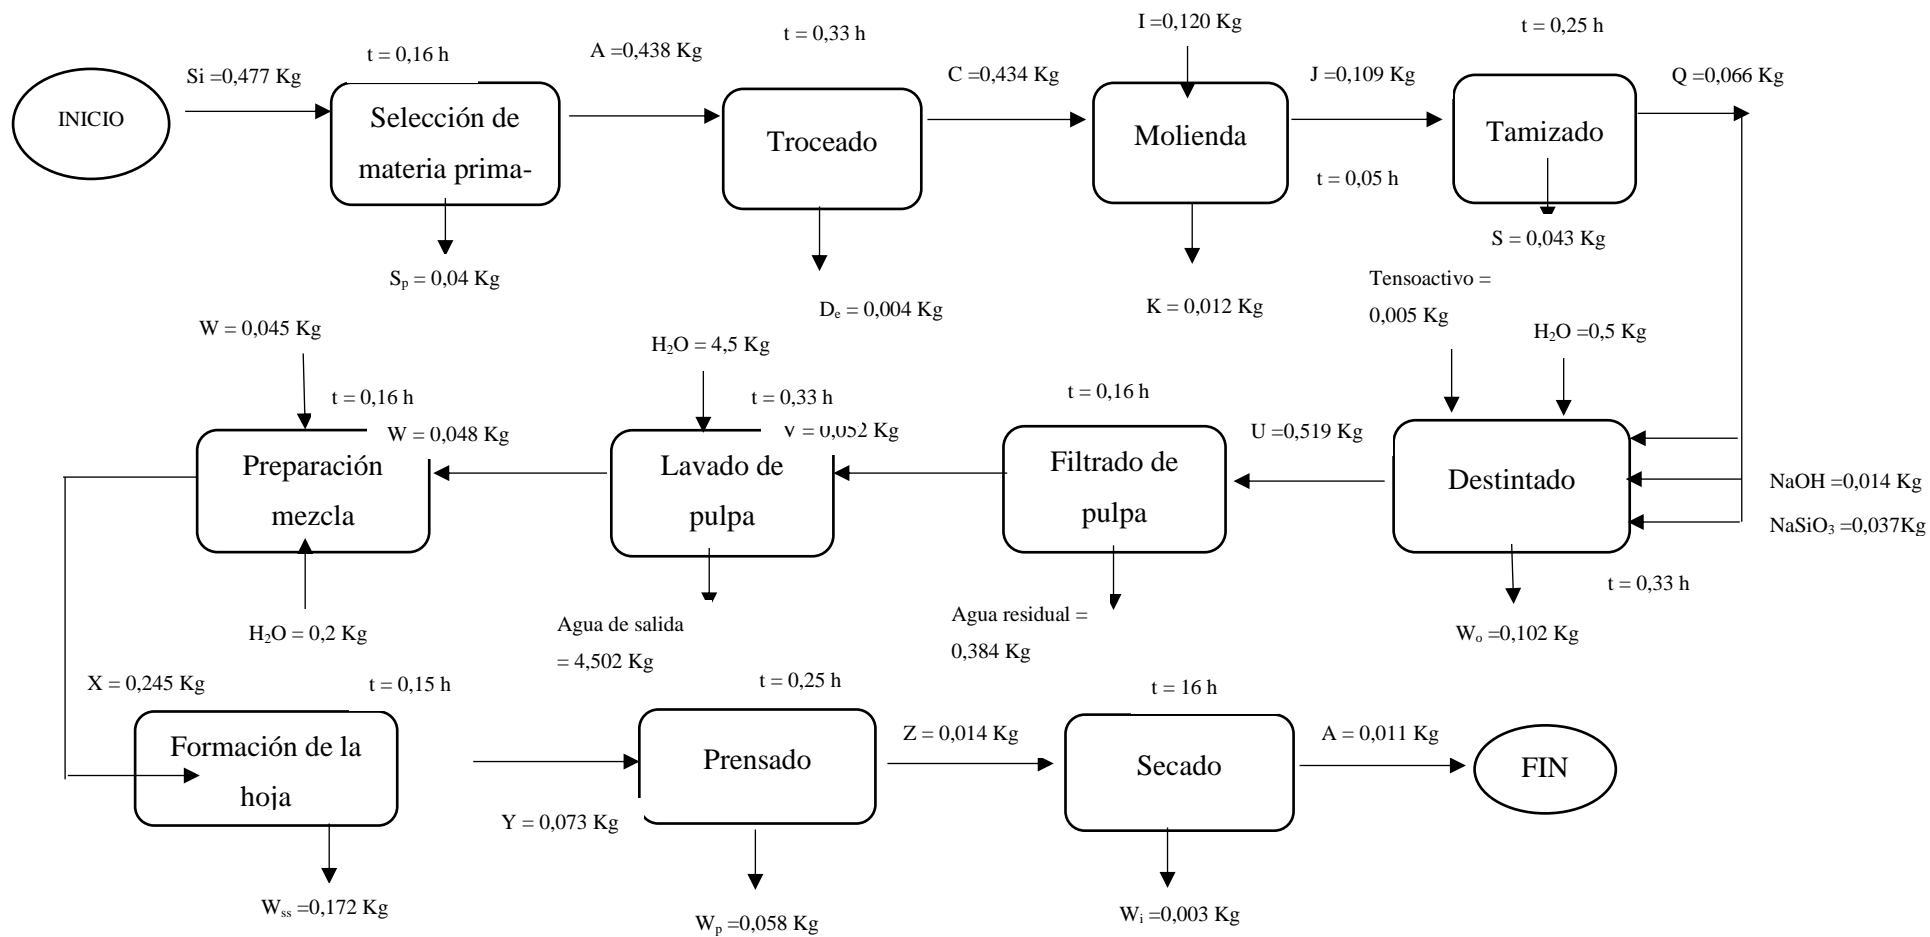 INICIO
Si =0,477 Kg
t = 0,16 h
Selección de
materia prima-
Sp = 0,04 Kg
A =0,438 Kg
t = 0,33 h
Troceado
De = 0,004 Kg
C =0,434 Kg
I =0,120 Kg
Molienda
K = 0,012 Kg
J =0,109 Kg
t = 0,05 h
t = 0,25 h
Tamizado
S = 0,043 Kg
Q =0,066 Kg
Tensoactivo =
0,005 Kg
H₂O =0,5 Kg
NaOH =0,014 Kg
NaSiO₃ =0,037Kg
Destintado
t = 0,33 h
Wₒ =0,102 Kg
U =0,519 Kg
t = 0,16 h
Filtrado de
pulpa
Agua residual =
0,384 Kg
V = 0,052 Kg
H₂O = 4,5 Kg
t = 0,33 h
Lavado de
pulpa
Agua de salida
= 4,502 Kg
W = 0,048 Kg
W = 0,045 Kg
t = 0,16 h
Preparación
mezcla
H₂O = 0,2 Kg
X = 0,245 Kg
t = 0,15 h
Formación de la
hoja
Wss =0,172 Kg
Y = 0,073 Kg
t = 0,25 h
Prensado
Wp =0,058 Kg
Z = 0,014 Kg
t = 16 h
Secado
Wi =0,003 Kg
A = 0,011 Kg
FIN